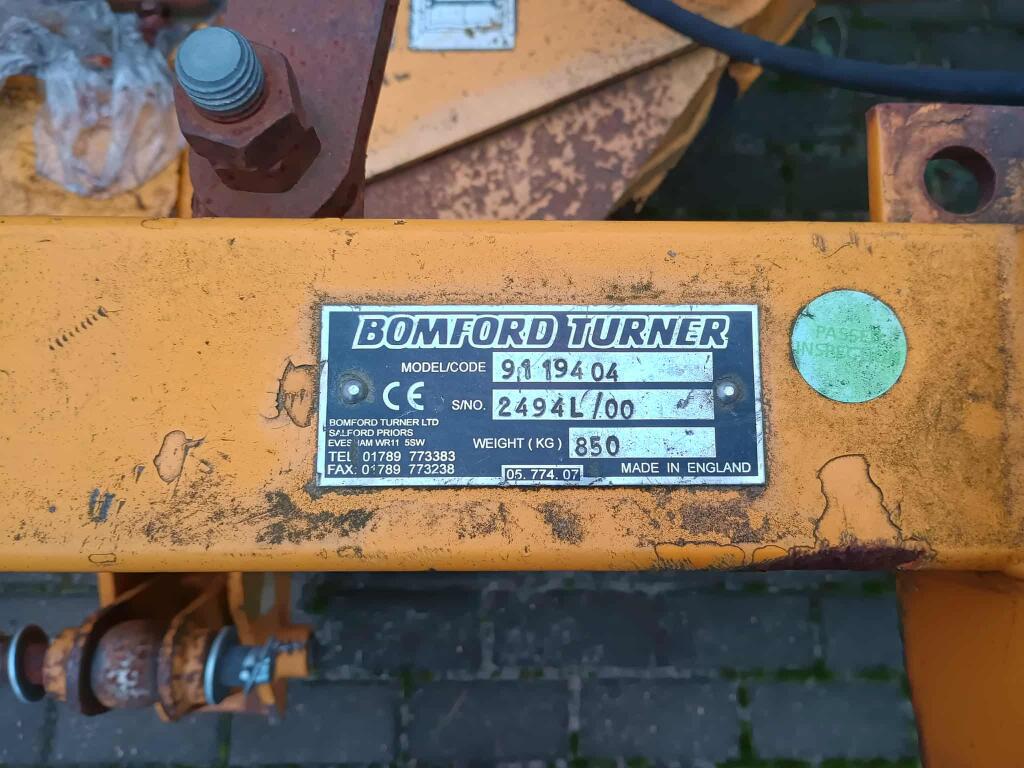 BOMFORD TURNER
MODEL/CODE 91 194 04
CE
S/NO. 2494L/00
BOMFORD TURNER LTD
SALFORD PRIORS
EVESHAM WR11 5SW
TEL 01789 773383
FAX. 01789 773238
WEIGHT ( KG ) 850
05. 774. 07
MADE IN ENGLAND
PASSED
INSPECTION